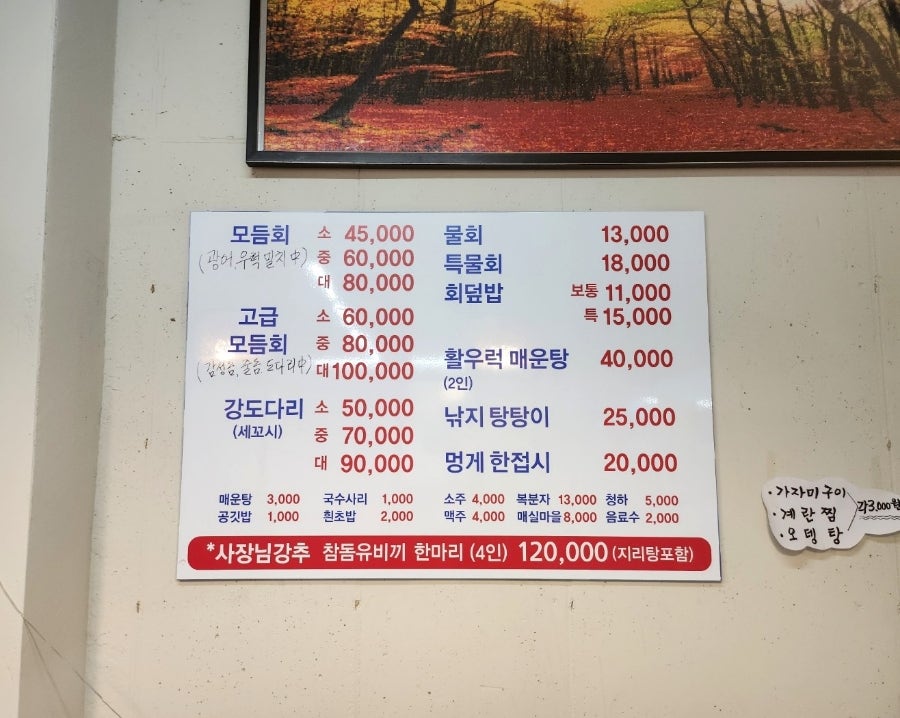 모듬회 소 45,000
(광어, 우럭, 밀치 中) 중 60,000
대 80,000
고급 소 60,000
모듬회 중 80,000
(감성돔, 줄돔, 도다리 中) 대 100,000
강도다리 소 50,000
(세꼬시) 중 70,000
대 90,000
물회 13,000
특물회 18,000
회덮밥 보통 11,000
특 15,000
활우럭 매운탕 40,000
(2인)
낚지 탕탕이 25,000
멍게 한접시 20,000
매운탕 3,000 국수사리 1,000 소주 4,000 복분자 13,000 청하 5,000
공깃밥 1,000 흰초밥 2,000 맥주 4,000 매실마을 8,000 음료수 2,000
*사장님강추 참돔유비끼 한마리 (4인) 120,000 (지리탕포함)
· 가자미구이
· 계란찜 각3,000원
· 오뎅탕